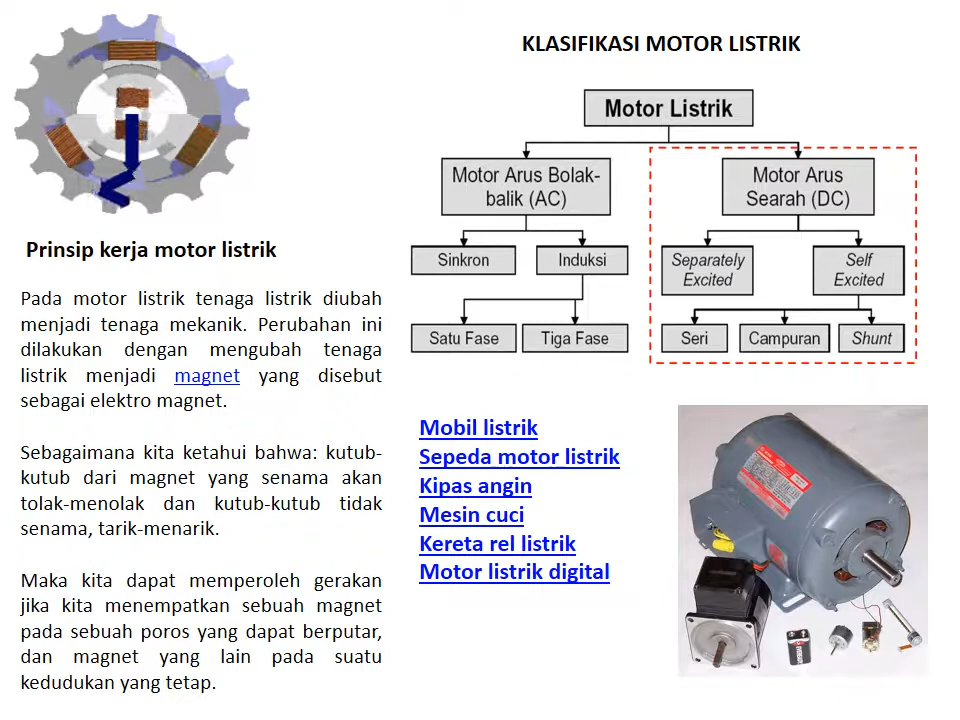 Prinsip kerja motor listrik
Pada motor listrik tenaga listrik diubah
menjadi tenaga mekanik. Perubahan ini
dilakukan dengan mengubah tenaga
listrik menjadi magnet yang disebut
sebagai elektro magnet.
Sebagaimana kita ketahui bahwa: kutub-
kutub dari magnet yang senama akan
tolak-menolak dan kutub-kutub tidak
senama, tarik-menarik.
Maka kita dapat memperoleh gerakan
jika kita menempatkan sebuah magnet
pada sebuah poros yang dapat berputar,
dan magnet yang lain pada suatu
kedudukan yang tetap.
KLASIFIKASI MOTOR LISTRIK
Motor Listrik
Motor Arus Bolak-
balik (AC)
Motor Arus
Searah (DC)
Sinkron
Induksi
Separately
Excited
Self
Excited
Satu Fase
Tiga Fase
Seri
Campuran
Shunt
Mobil listrik
Sepeda motor listrik
Kipas angin
Mesin cuci
Kereta rel listrik
Motor listrik digital